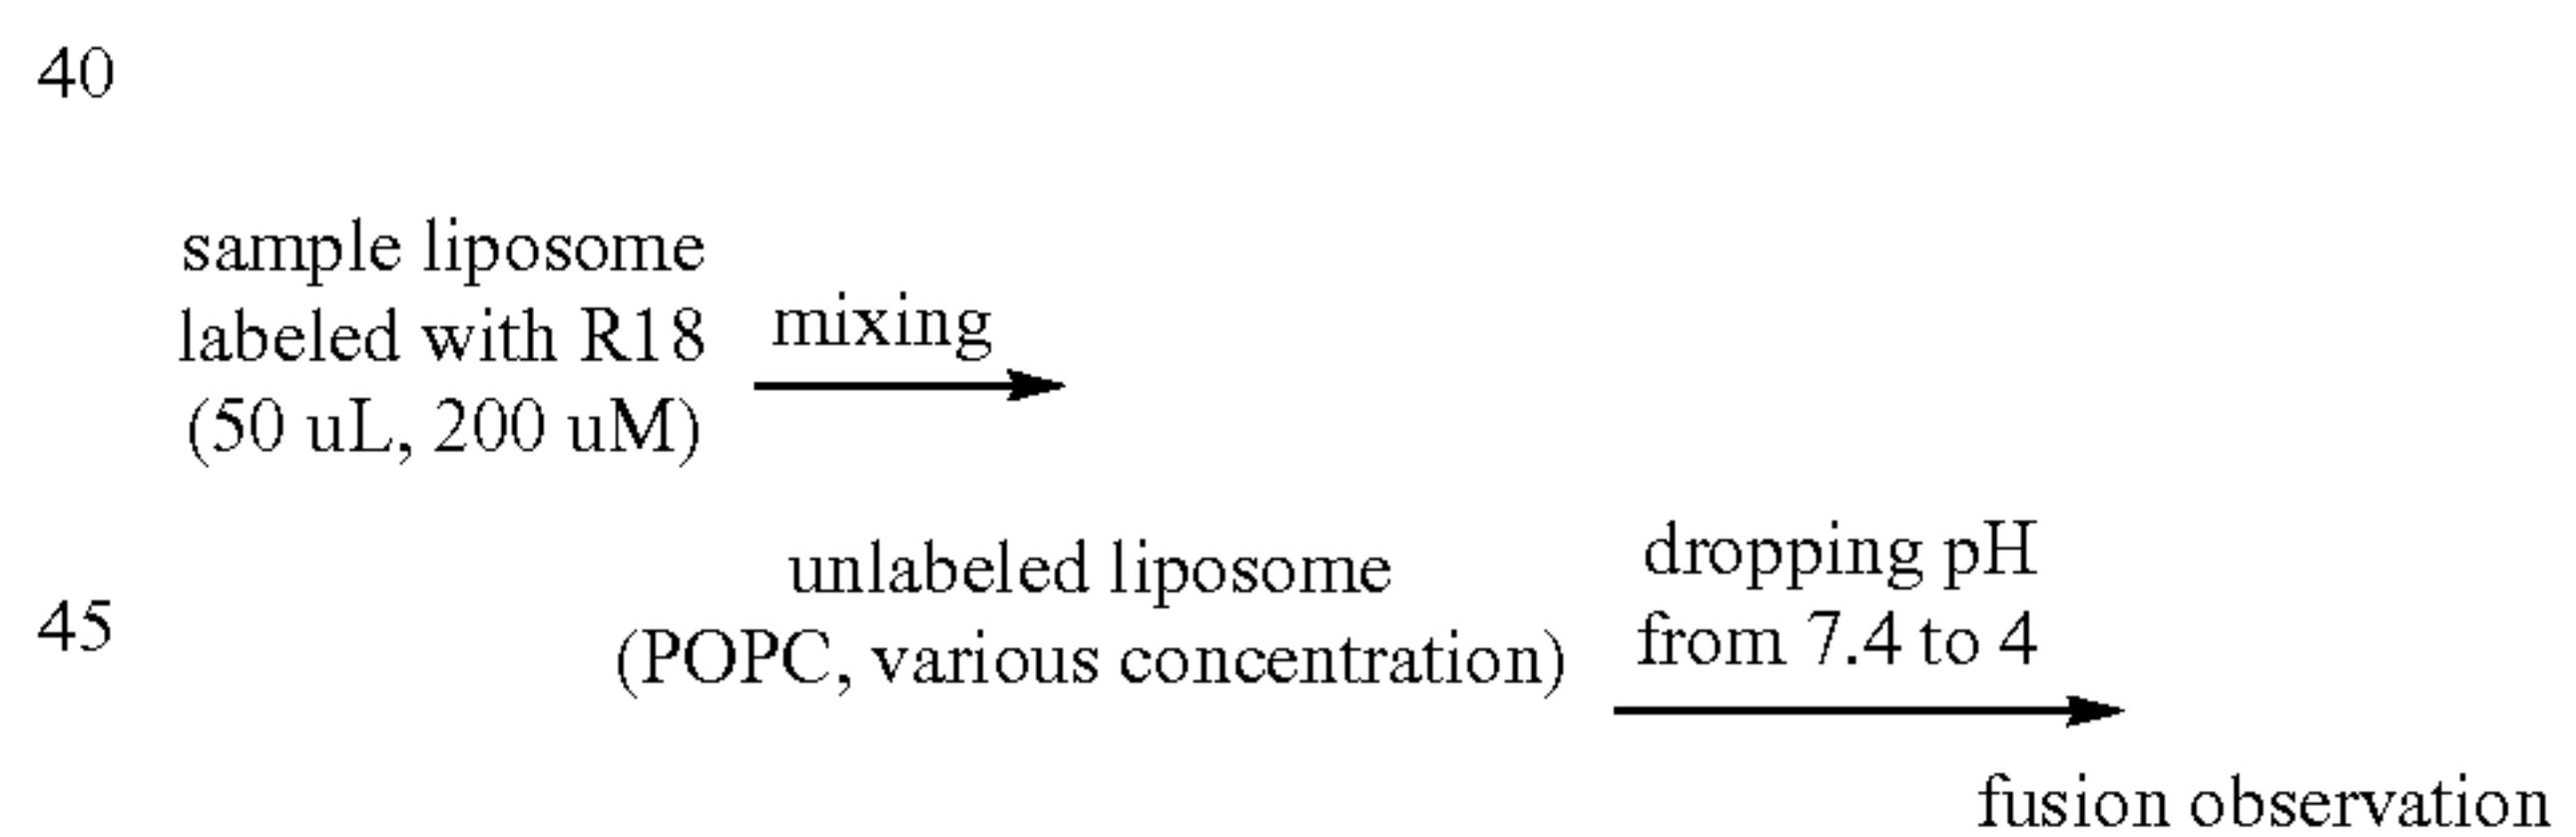 40
sample liposome
labeled with R18
(50 uL, 200 uM)
mixing
unlabeled liposome
(POPC, various concentration)
45
dropping pH
from 7.4 to 4
fusion observation